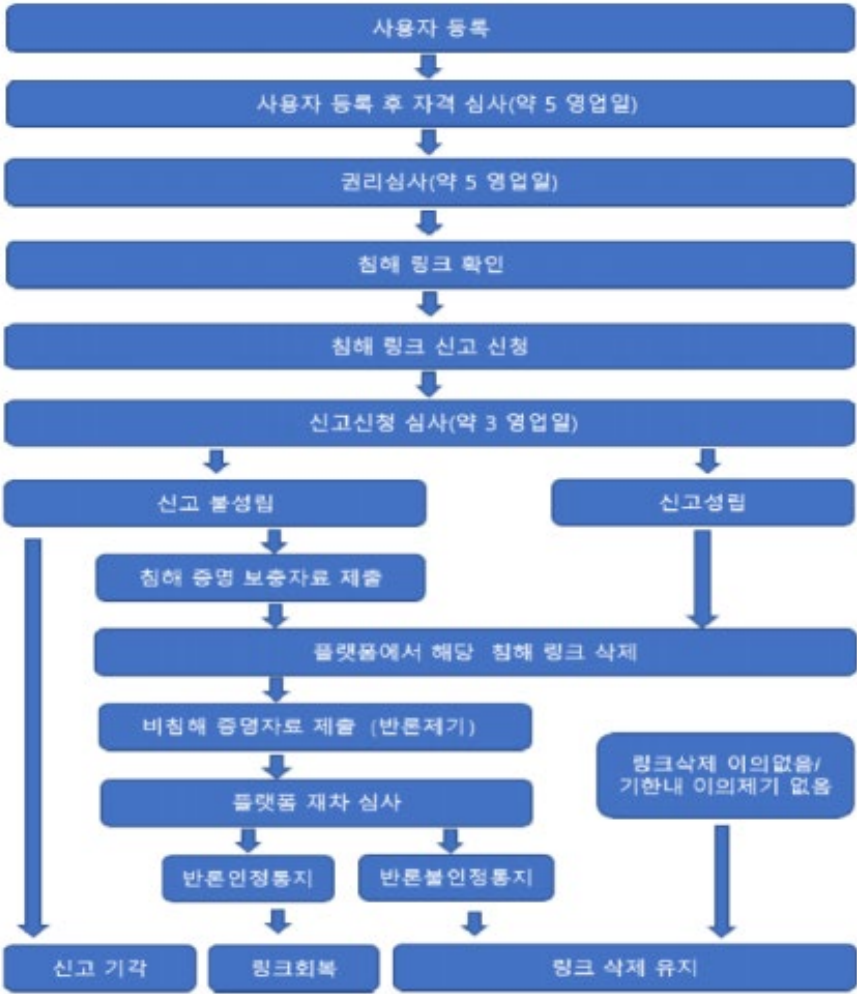 사용자 등록
사용자 등록 후 자격 심사(약 5 영업일)
권리심사(약 5 영업일)
침해 링크 확인
침해 링크 신고 신청
신고신청 심사(약 3 영업일)
신고 불성립
신고성립
침해 증명 보충자료 제출
플랫폼에서 해당 침해 링크 삭제
비침해 증명자료 제출 (반론제기)
링크삭제 이의없음/
기한내 이의제기 없음
플랫폼 재차 심사
반론인정통지
반론불인정통지
신고 기각
링크회복
링크 삭제 유지